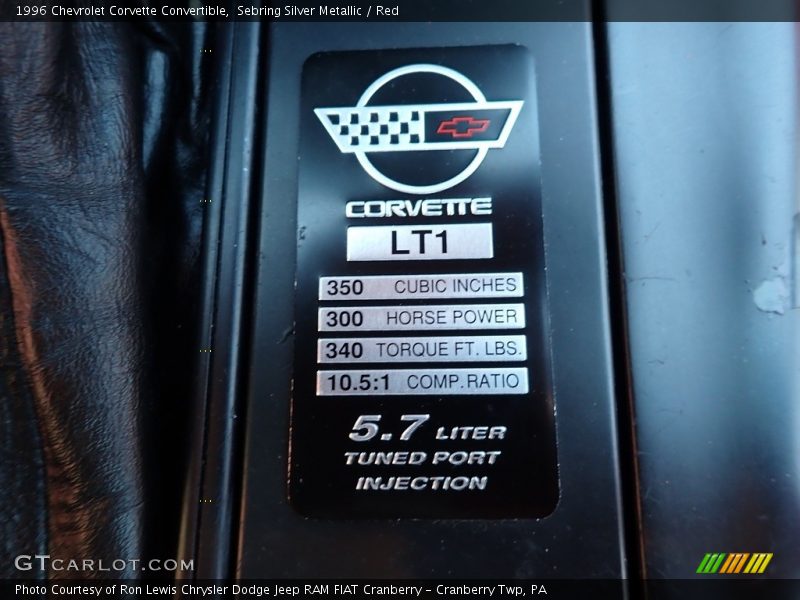 1996 Chevrolet Corvette Convertible,  Sebring Silver Metallic / Red
CORVETTE
LT1
350 CUBIC INCHES
300 HORSE POWER
340 TORQUE FT. LBS.
10.5:1 COMP. RATIO
5.7 LITER
TUNED PORT
INJECTION
GTCARLOT.COM
Photo Courtesy of Ron Lewis Chrysler Dodge Jeep RAM FIAT Cranberry – Cranberry Twp, PA